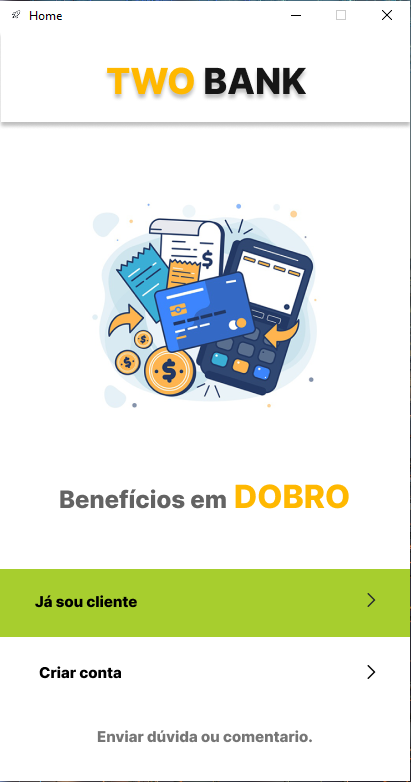 Home
TWO BANK
$
$
$
$
Benefícios em DOBRO
Já sou cliente
Criar conta
Enviar dúvida ou comentario.